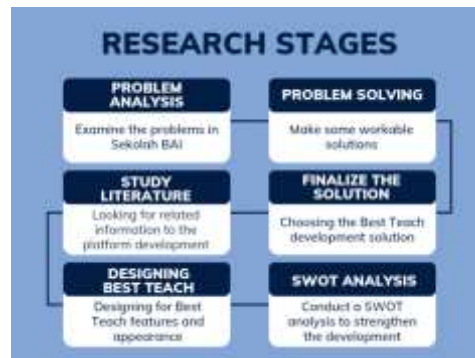 RESEARCH STAGES
PROBLEM
ANALYSIS
Examine the problems in
Sekolah BAI
PROBLEM SOLVING
Make some workable
solutions
FINALIZE THE
SOLUTION
Choosing the Best Teach
development solution
STUDY
LITERATURE
Looking for related
information to the
platform development
DESIGNING
BEST TEACH
Designing for Best
Teach features and
appearance
SWOT ANALYSIS
Conduct a SWOT
analysis to strengthen
the development